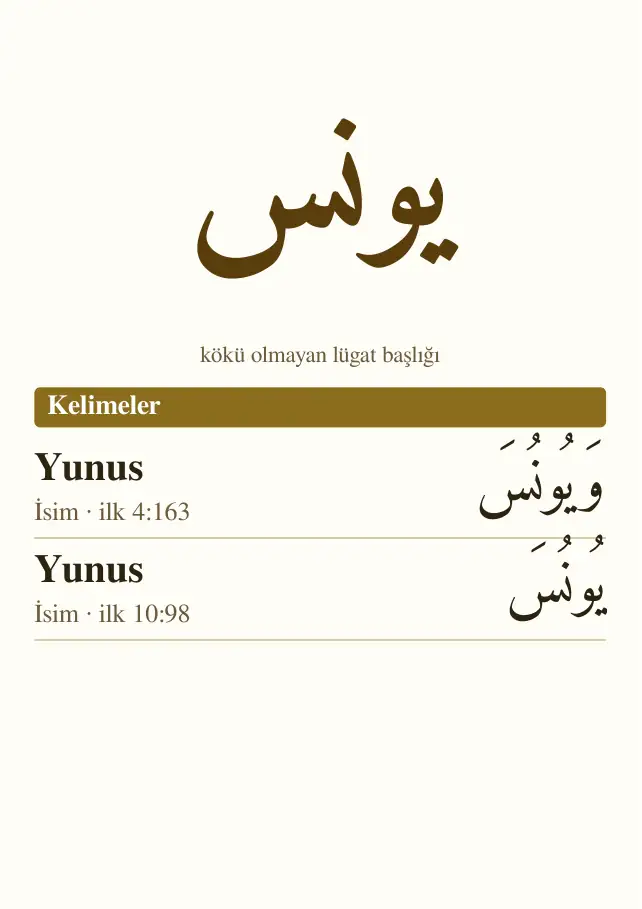 يونس
kökü olmayan lügat başlığı
Kelimeler
Yunus
وَيُونُسَ
İsim · ilk 4:163
Yunus
يُونُسَ
İsim · ilk 10:98